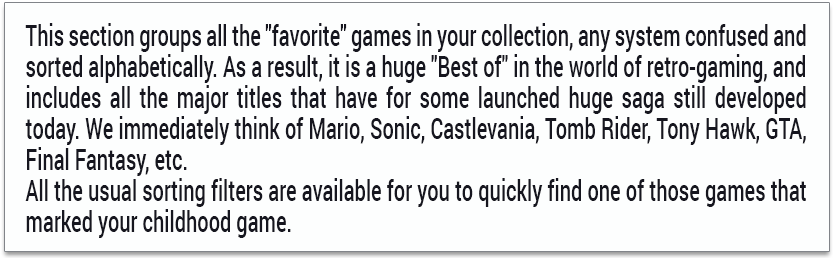 This section groups all the "favorite" games in your collection, any system confused and
sorted alphabetically. As a result, it is a huge "Best of" in the world of retro-gaming, and
includes all the major titles that have for some launched huge saga still developed
today. We immediately think of Mario, Sonic, Castlevania, Tomb Rider, Tony Hawk, GTA,
Final Fantasy, etc.
All the usual sorting filters are available for you to quickly find one of those games that
marked your childhood game.